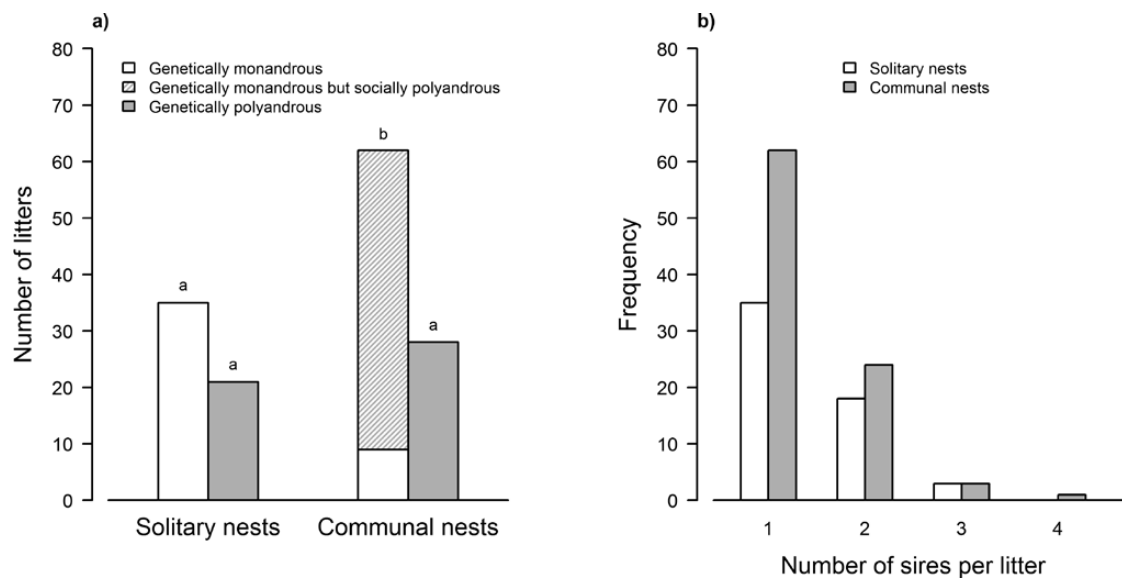 a)
80
70
60
50
40
30
20
10
0
Number of litters
Genetically monandrous
Genetically monandrous but socially polyandrous
Genetically polyandrous
a
a
b
a
Solitary nests
Communal nests
b)
80
70
60
50
40
30
20
10
0
Frequency
Solitary nests
Communal nests
1
2
3
4
Number of sires per litter